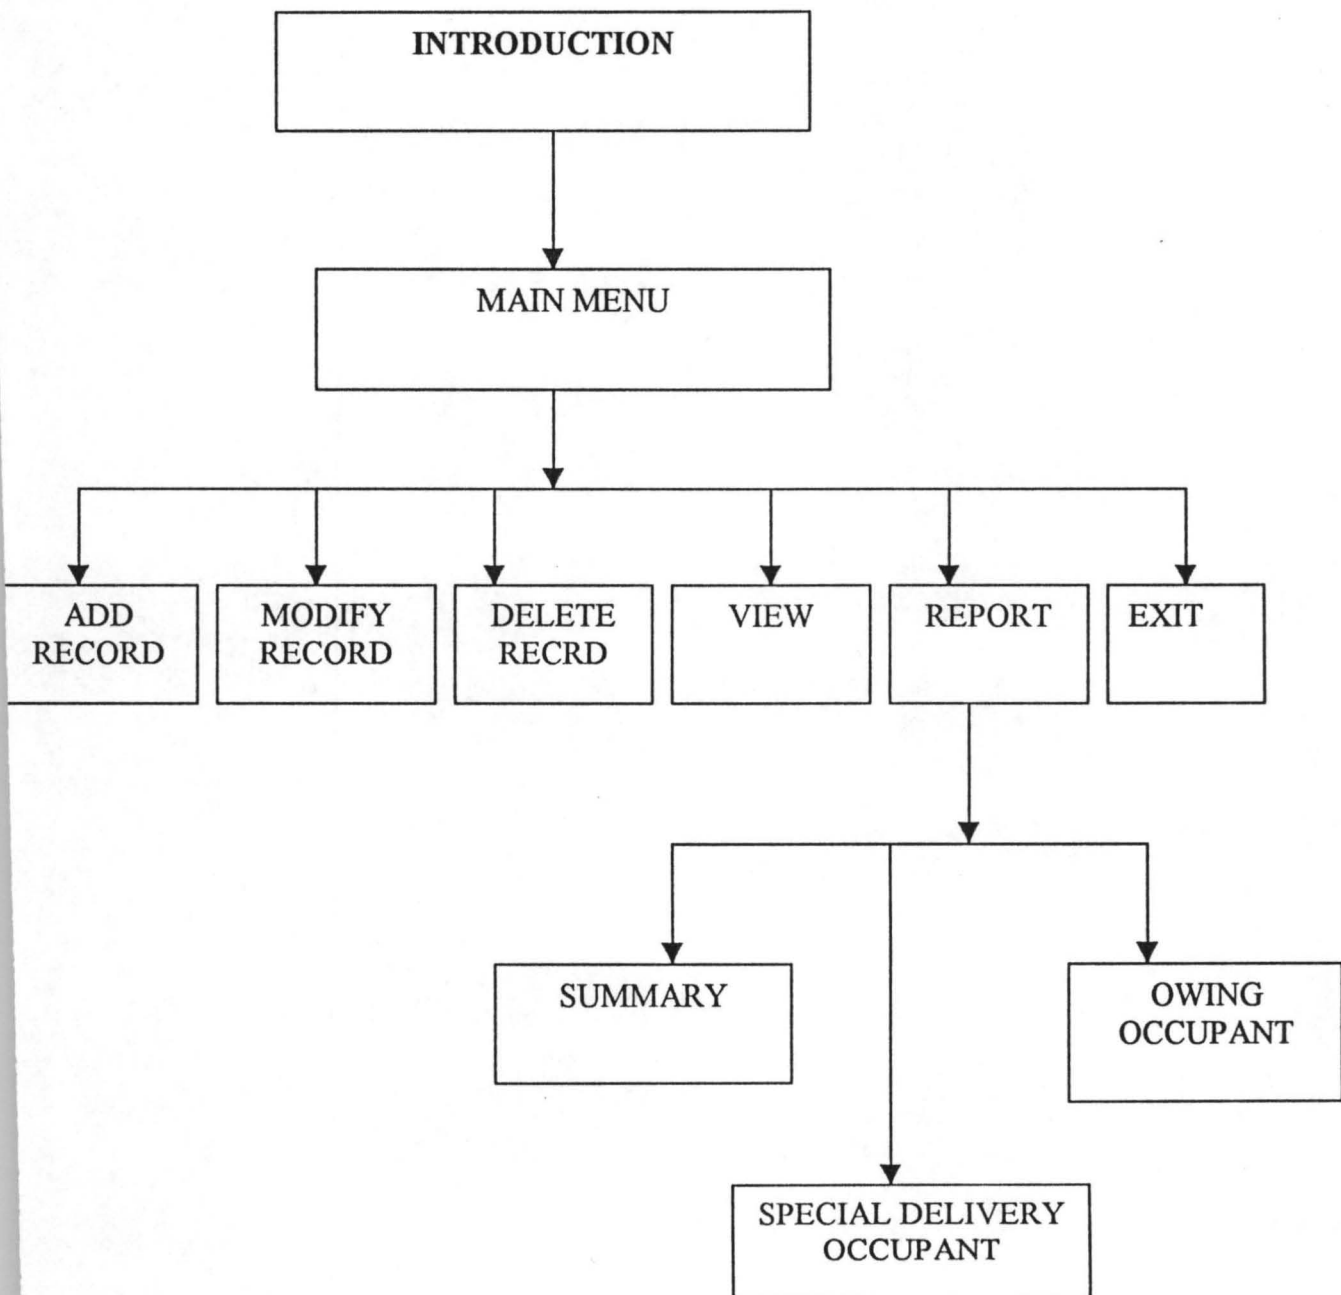 INTRODUCTION
MAIN MENU
ADD
RECORD
MODIFY
RECORD
DELETE
RECRD
VIEW
REPORT
EXIT
SUMMARY
OWING
OCCUPANT
SPECIAL DELIVERY
OCCUPANT